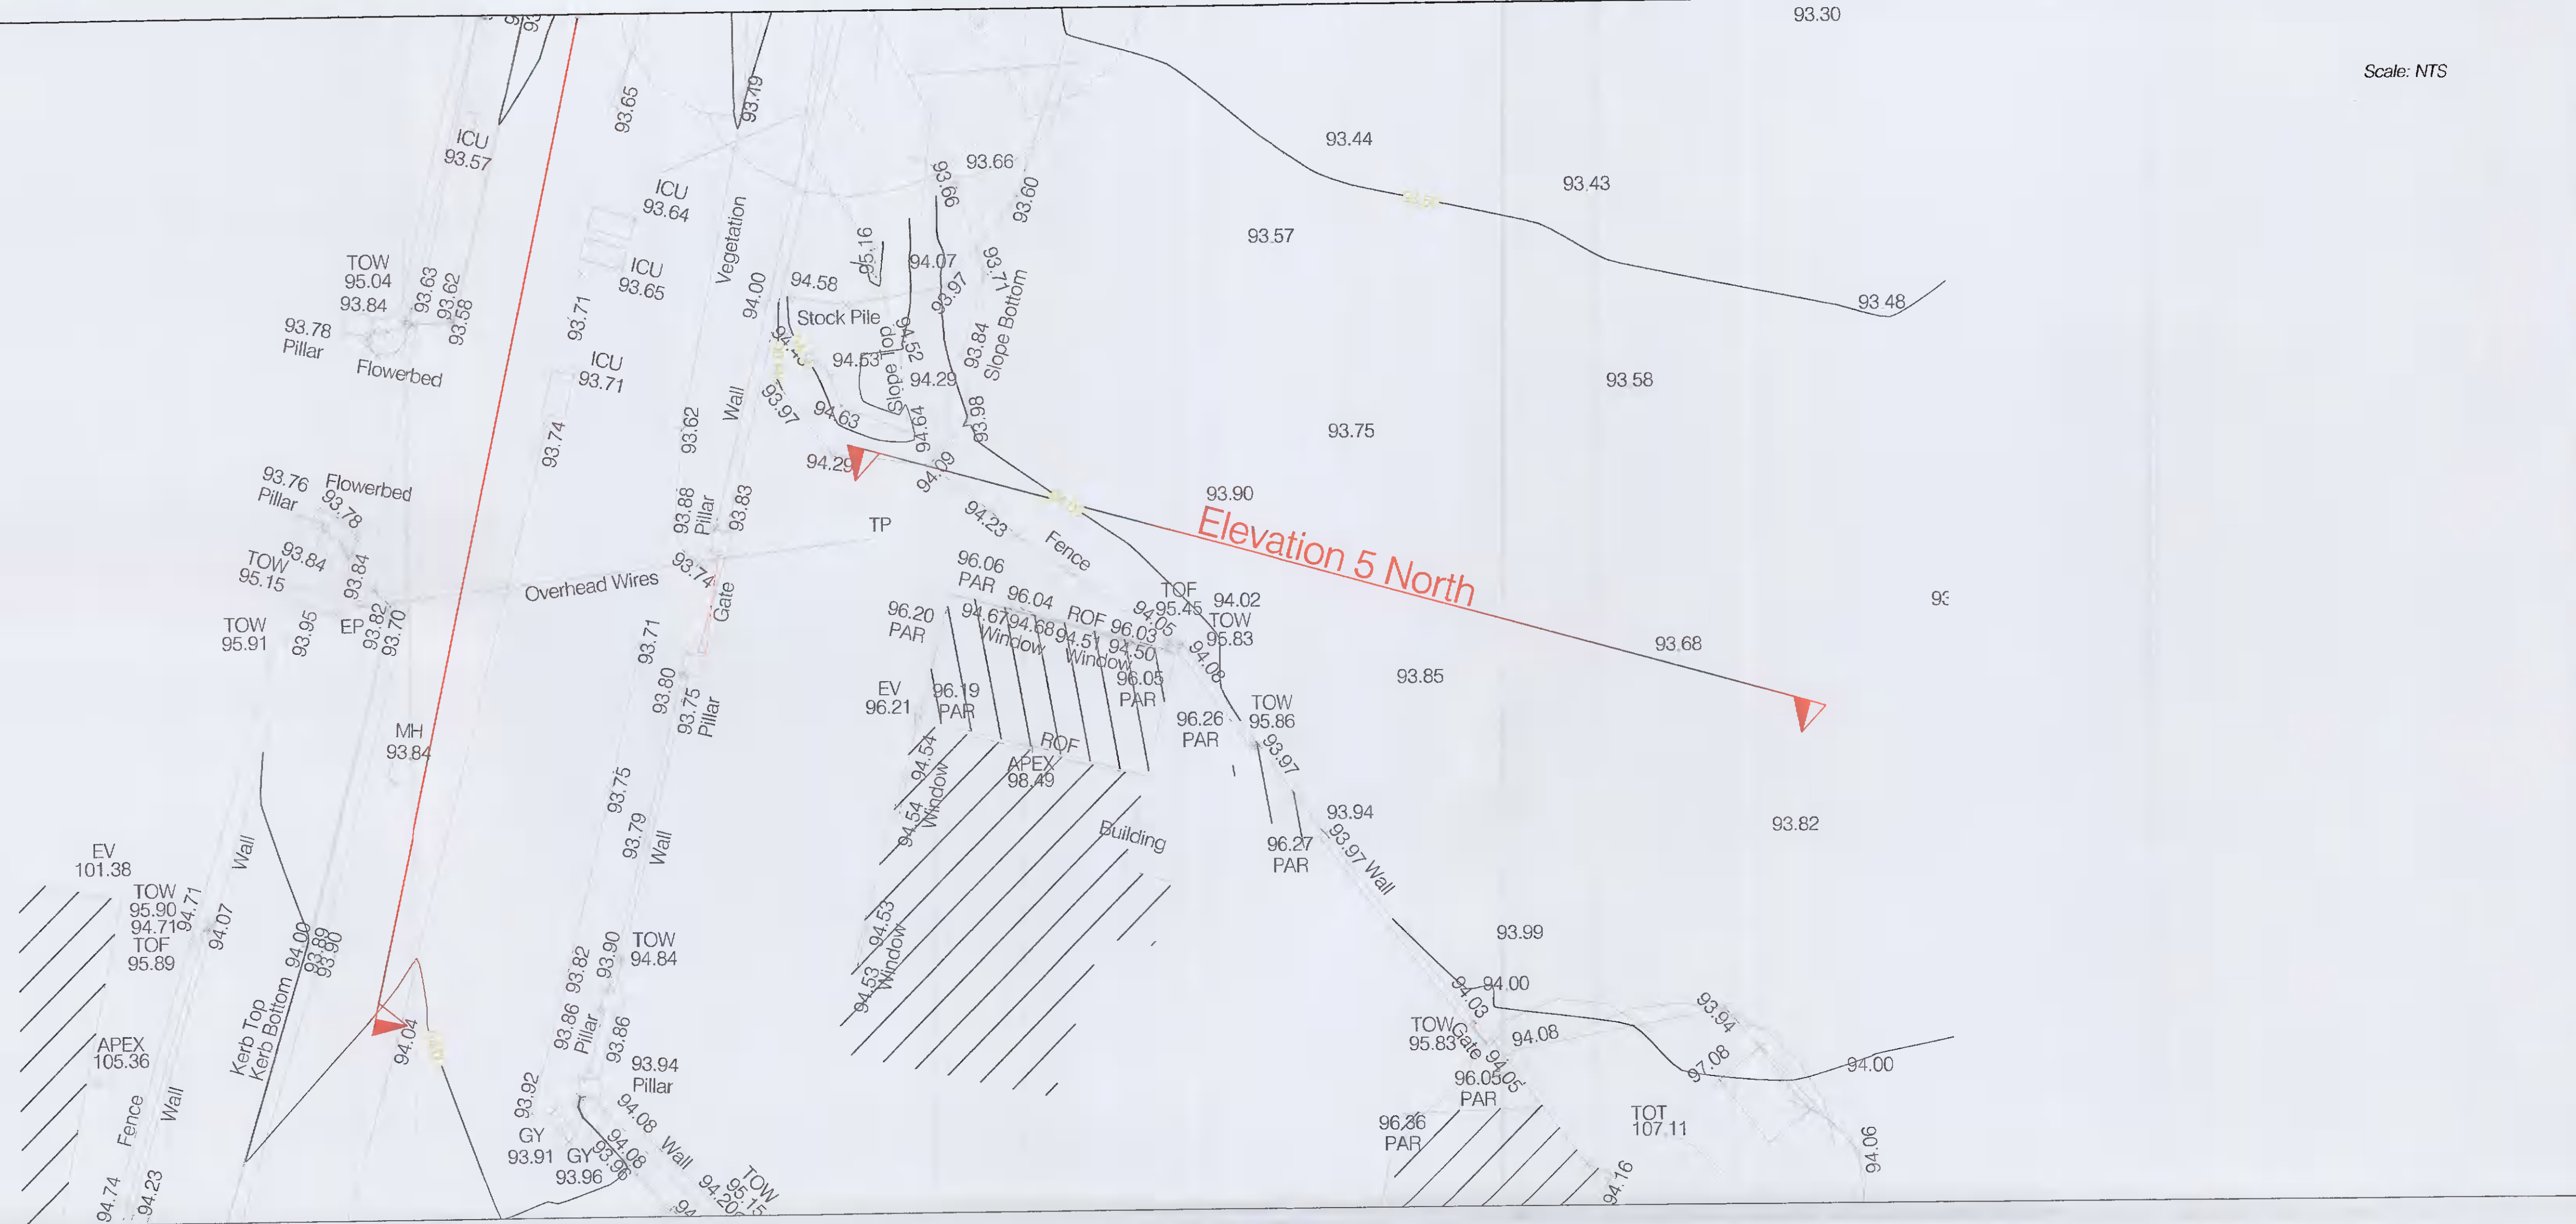 93.30
Scale: NTS
93.65
93.49
ICU
93.57
93.44
93.43
93.66
93.66
93.60
ICU
93.64
Vegetation
93.57
95.16
94.07
93.71
93.97
Slope Bottom
TOW
95.04
93.84
93.63
93.62
93.58
ICU
93.65
94.00
94.58
93.48
Stock Pile
93.71
93.78
Pillar
Flowerbed
ICU
93.71
94.53
Slope Top
94.52
94.29
93.84
93.58
Wall
93.97
94.63
94.64
93.98
93.62
93.74
93.75
94.29
94.09
93.76
Pillar
Flowerbed
93.78
93.88
Pillar
93.83
93.90
Elevation 5 North
TP
94.23
Fence
93.84
TOW
95.15
93.84
Overhead Wires
93.74
Gate
96.06
PAR
96.04
ROF
96.03
TOF
95.45
94.05
94.02
TOW
95.83
96.20
PAR
94.67
94.68
Window
94.51
94.50
Window
94.08
TOW
95.91
93.95
EP
93.82
93.70
93.71
93.80
93.75
Pillar
93.68
93.85
EV
96.21
96.19
PAR
96.05
PAR
96.26
PAR
TOW
95.86
93.97
MH
93.84
94.54
Window
94.54
ROF
APEX
98.49
93.75
93.79
Wall
Building
93.94
93.97
Wall
96.27
PAR
93.82
Wall
EV
101.38
TOW
95.90
94.71
TOF
95.89
94.71
94.07
94.00
93.89
93.90
Kerb Top
Kerb Bottom
93.82
93.90
TOW
94.84
94.53
Window
94.53
93.99
94.03
94.00
93.94
APEX
105.36
94.04
93.86
Pillar
93.86
TOW
95.83
Gate
94.05
94.08
97.08
94.00
93.94
Pillar
96.05
PAR
Fence
Wall
93.92
94.08
Wall
94.08
93.96
96.36
PAR
TOT
107.11
94.06
GY
93.91
GY
93.96
TOW
95.15
94.20
94.74
94.23
94.16